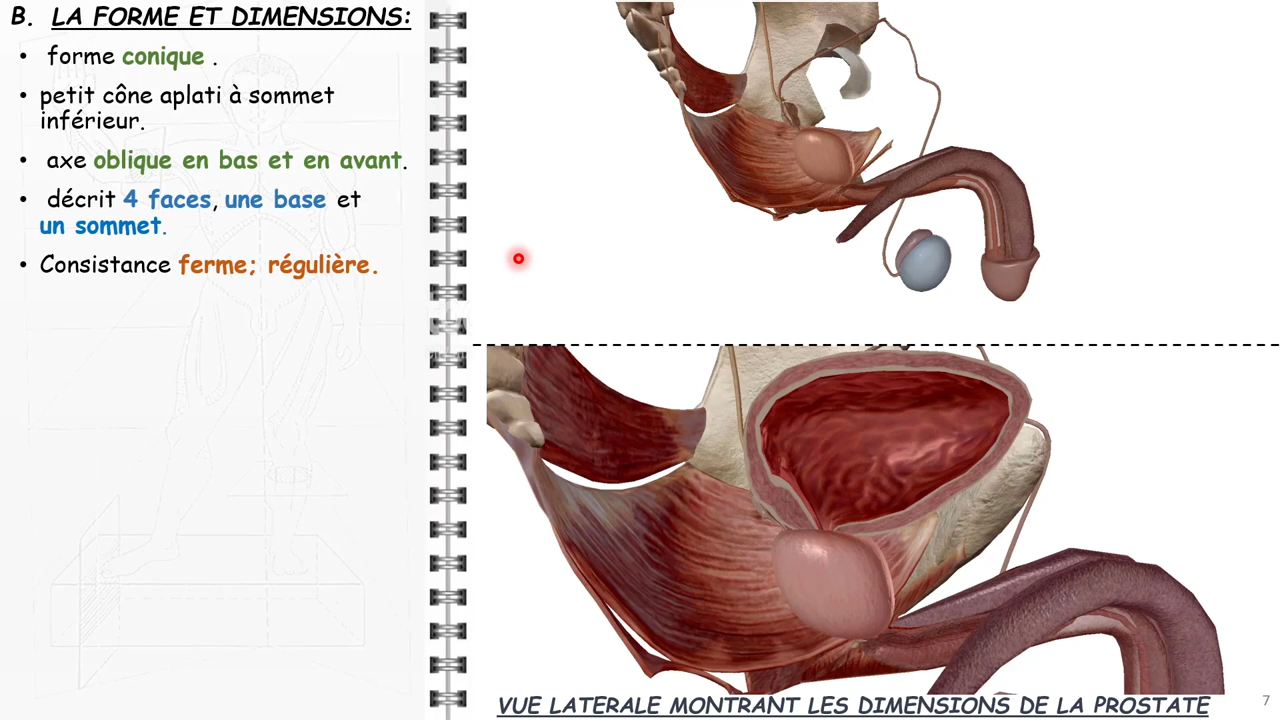 B. LA FORME ET DIMENSIONS:
• forme conique .
• petit cône aplati à sommet
inférieur.
• axe oblique en bas et en avant.
• décrit 4 faces, une base et
un sommet.
• Consistance ferme; régulière.
VUE LATERALE MONTRANT LES DIMENSIONS DE LA PROSTATE
7